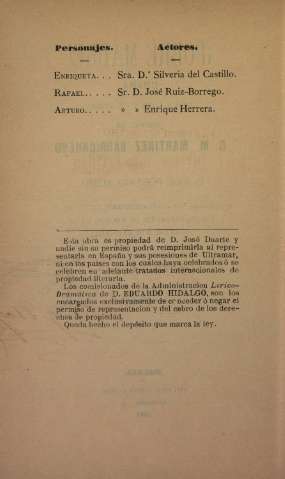 Personajes. Actores.
ENRIQUETA... Sra. D.ª Silveria del Castillo.
RAFAEL..... Sr. D. José Ruiz-Borrego.
ARTURO..... » » Enrique Herrera.
Esta obra es propiedad de D. José Duarte y
nadie sin su permiso podrá reimprimirla ni repre-
sentarla en España y sus posesiones de Ultramar,
ni en los países con los cuales haya celebrados ó se
celebren en adelante tratados internacionales de
propiedad literaria.
Los comisionados de la Administracion Lírico-
Dramática de D. EDUARDO HIDALGO, son los
encargados exclusivamente de conceder ó negar el
permiso de representacion y del cobro de los dere-
chos de propiedad.
Queda hecho el depósito que marca la ley.